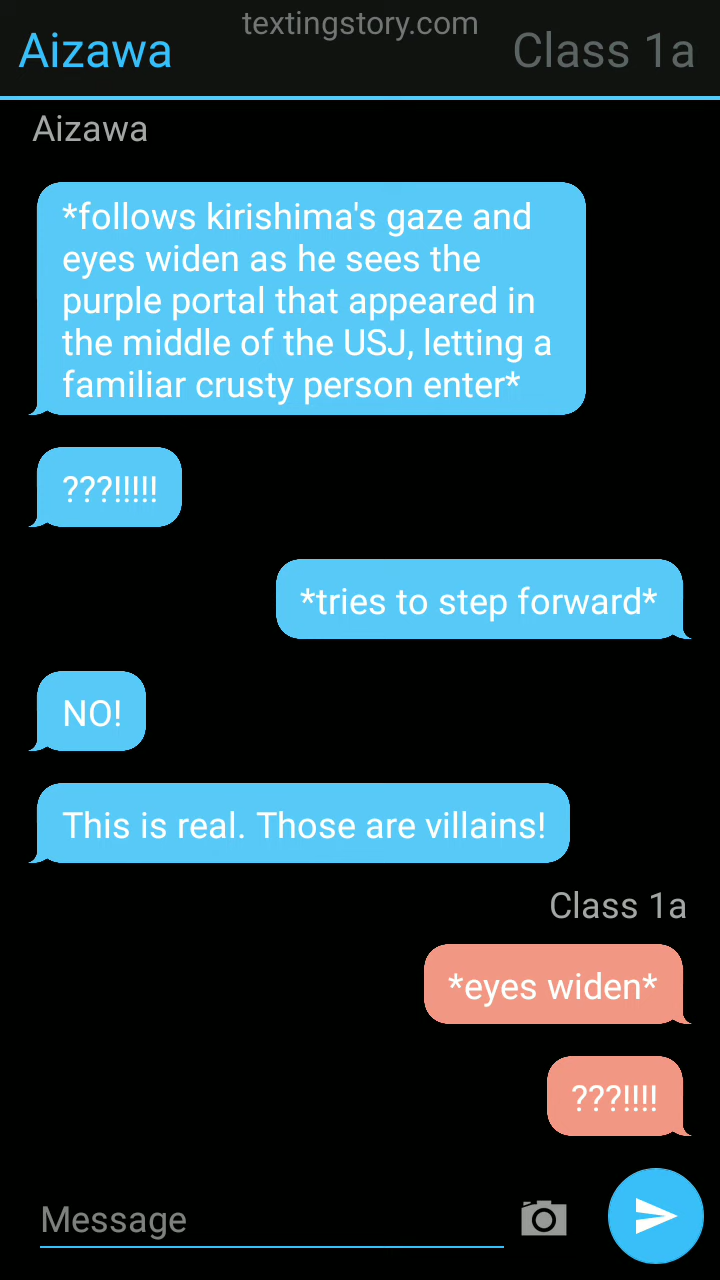 textingstory.com
Aizawa
Class 1a
Aizawa
*follows kirishima's gaze and
eyes widen as he sees the
purple portal that appeared in
the middle of the USJ, letting a
familiar crusty person enter*
???!!!!!
*tries to step forward*
NO!
This is real. Those are villains!
Class 1a
*eyes widen*
???!!!!
Message